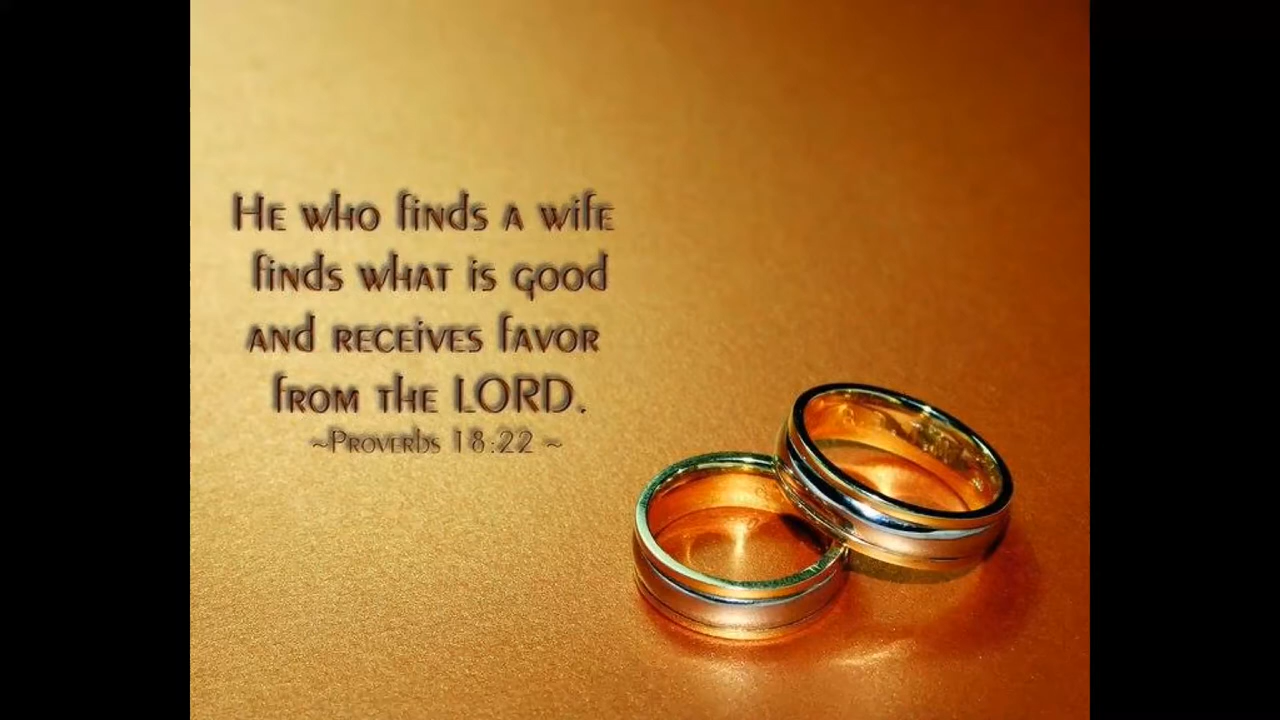 He who finds a wife
finds what is good
and receives favor
from the LORD.
~Proverbs 18:22 ~